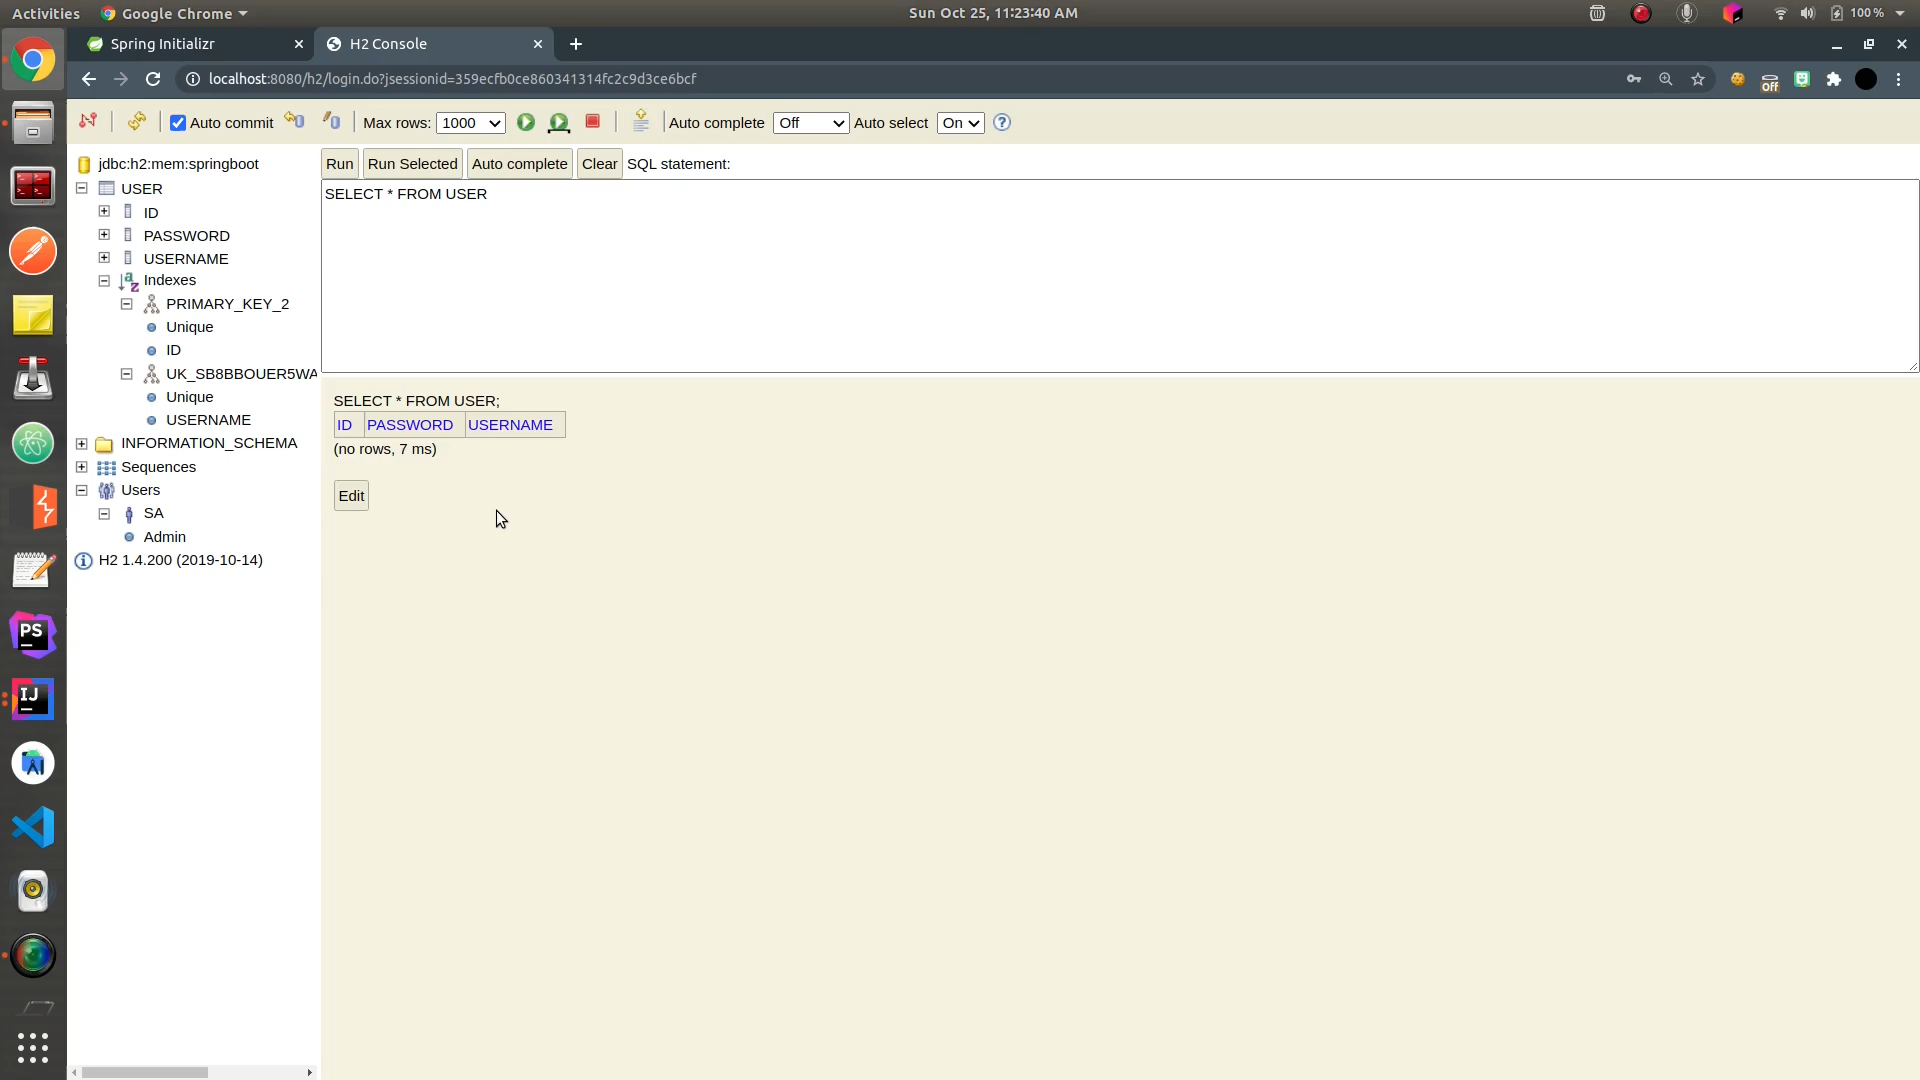 Activities
Google Chrome
Sun Oct 25, 11:23:40 AM
100 %
Spring Initializr
H2 Console
localhost:8080/h2/login.do?jsessionid=359ecfb0ce860341314fc2c9d3ce6bcf
Off
Auto commit
Max rows: 1000
Auto complete Off
Auto select On
jdbc:h2:mem:springboot
USER
ID
PASSWORD
USERNAME
Indexes
PRIMARY_KEY_2
Unique
ID
UK_SB8BBOUER5WA
Unique
USERNAME
INFORMATION_SCHEMA
Sequences
Users
SA
Admin
H2 1.4.200 (2019-10-14)
Run Run Selected Auto complete Clear SQL statement:
SELECT * FROM USER
SELECT * FROM USER;
ID PASSWORD USERNAME
(no rows, 7 ms)
Edit
PS
IJ